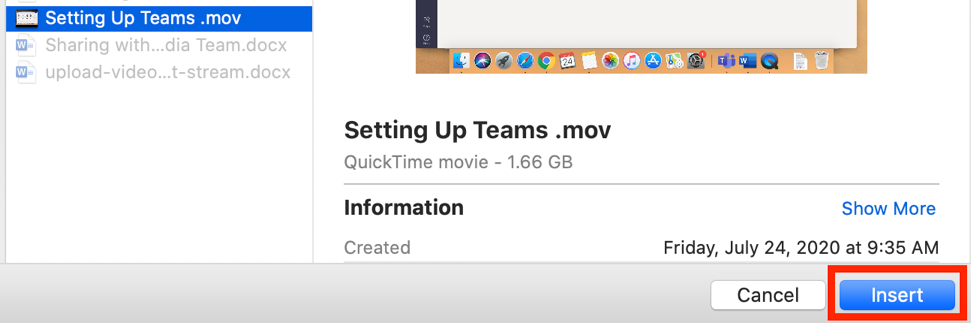 Setting Up Teams .mov
Sharing with...dia Team.docx
upload-video...t-stream.docx
24
Setting Up Teams .mov
QuickTime movie - 1.66 GB
Information
Show More
Created
Friday, July 24, 2020 at 9:35 AM
Cancel
Insert